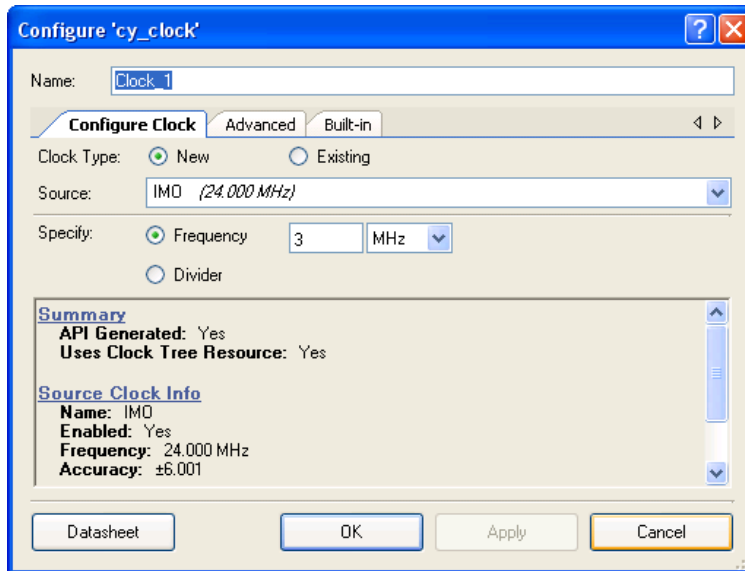 Configure 'cy_clock'
Name: Clock_1
Configure Clock Advanced Built-in
Clock Type: New Existing
Source: IMO (24.000 MHz)
Specify: Frequency 3 MHz
Divider
Summary
API Generated: Yes
Uses Clock Tree Resource: Yes
Source Clock Info
Name: IMO
Enabled: Yes
Frequency: 24.000 MHz
Accuracy: ±6.001
Datasheet OK Apply Cancel